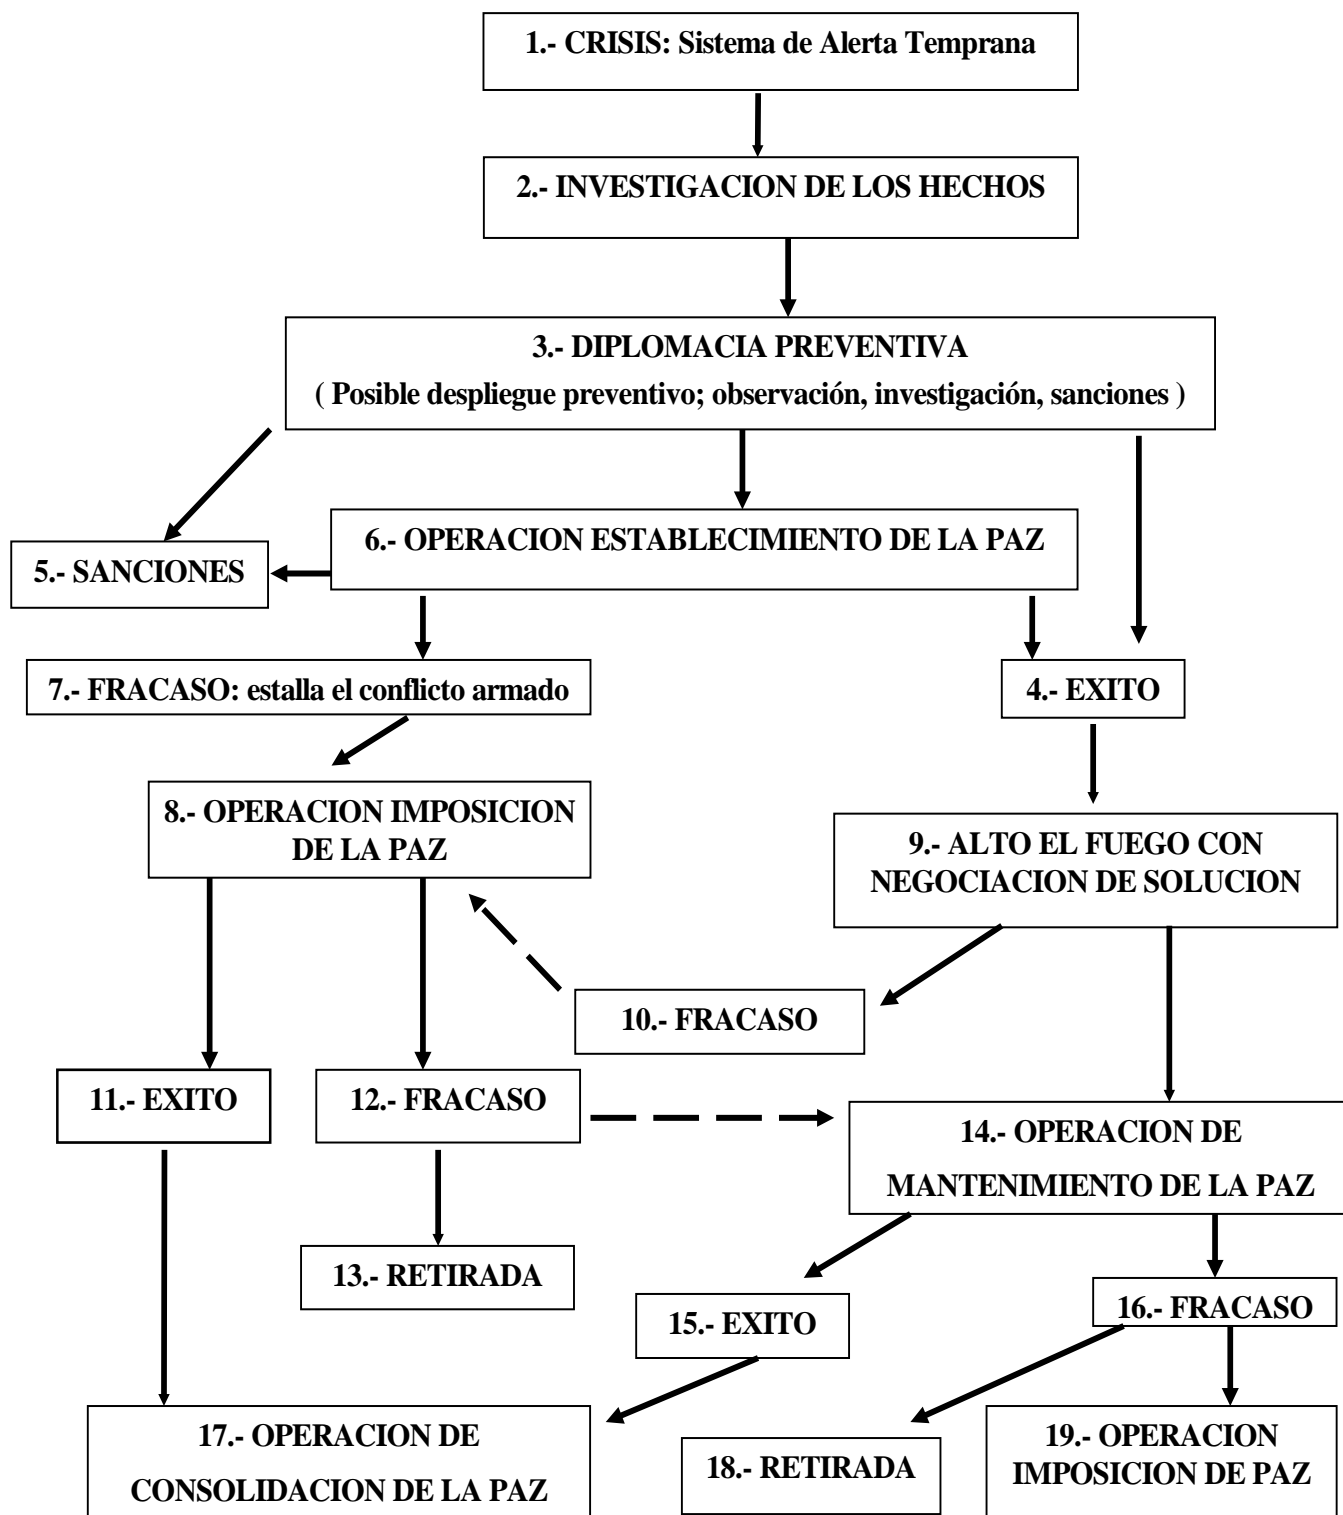 1.- CRISIS: Sistema de Alerta Temprana
2.- INVESTIGACION DE LOS HECHOS
3.- DIPLOMACIA PREVENTIVA
( Posible despliegue preventivo; observación, investigación, sanciones )
6.- OPERACION ESTABLECIMIENTO DE LA PAZ
5.- SANCIONES
7.- FRACASO: estalla el conflicto armado
4.- EXITO
8.- OPERACION IMPOSICION
DE LA PAZ
9.- ALTO EL FUEGO CON
NEGOCIACION DE SOLUCION
10.- FRACASO
11.- EXITO
12.- FRACASO
14.- OPERACION DE
MANTENIMIENTO DE LA PAZ
13.- RETIRADA
15.- EXITO
16.- FRACASO
17.- OPERACION DE
CONSOLIDACION DE LA PAZ
18.- RETIRADA
19.- OPERACION
IMPOSICION DE PAZ